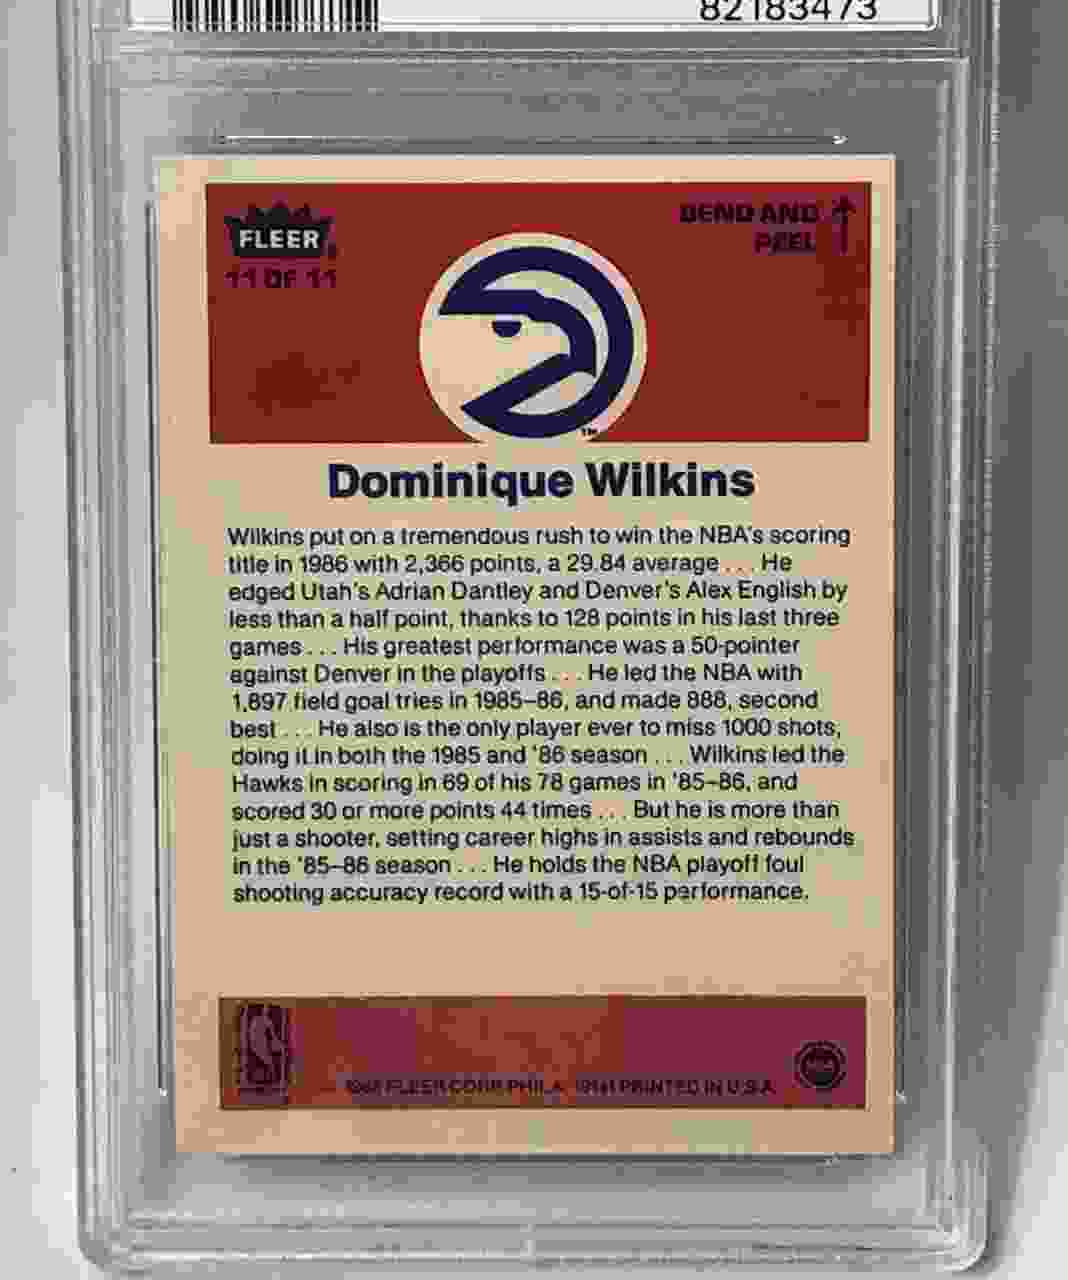 82183473
FLEER
11 OF 11
BEND AND
PEEL
Dominique Wilkins
Wilkins put on a tremendous rush to win the NBA's scoring
title in 1986 with 2,366 points, a 29.84 average . . . He
edged Utah's Adrian Dantley and Denver's Alex English by
less than a half point, thanks to 128 points in his last three
games . . . His greatest performance was a 50-pointer
against Denver in the playoffs . . . He led the NBA with
1,897 field goal tries in 1985–86, and made 888, second
best . . . He also is the only player ever to miss 1000 shots,
doing it in both the 1985 and '86 season . . . Wilkins led the
Hawks in scoring in 69 of his 78 games in '85–86, and
scored 30 or more points 44 times . . . But he is more than
just a shooter, setting career highs in assists and rebounds
in the '85–86 season . . . He holds the NBA playoff foul
shooting accuracy record with a 15-of-15 performance.
FLEER CORP. PHILA. 19141 PRINTED IN U.S.A.